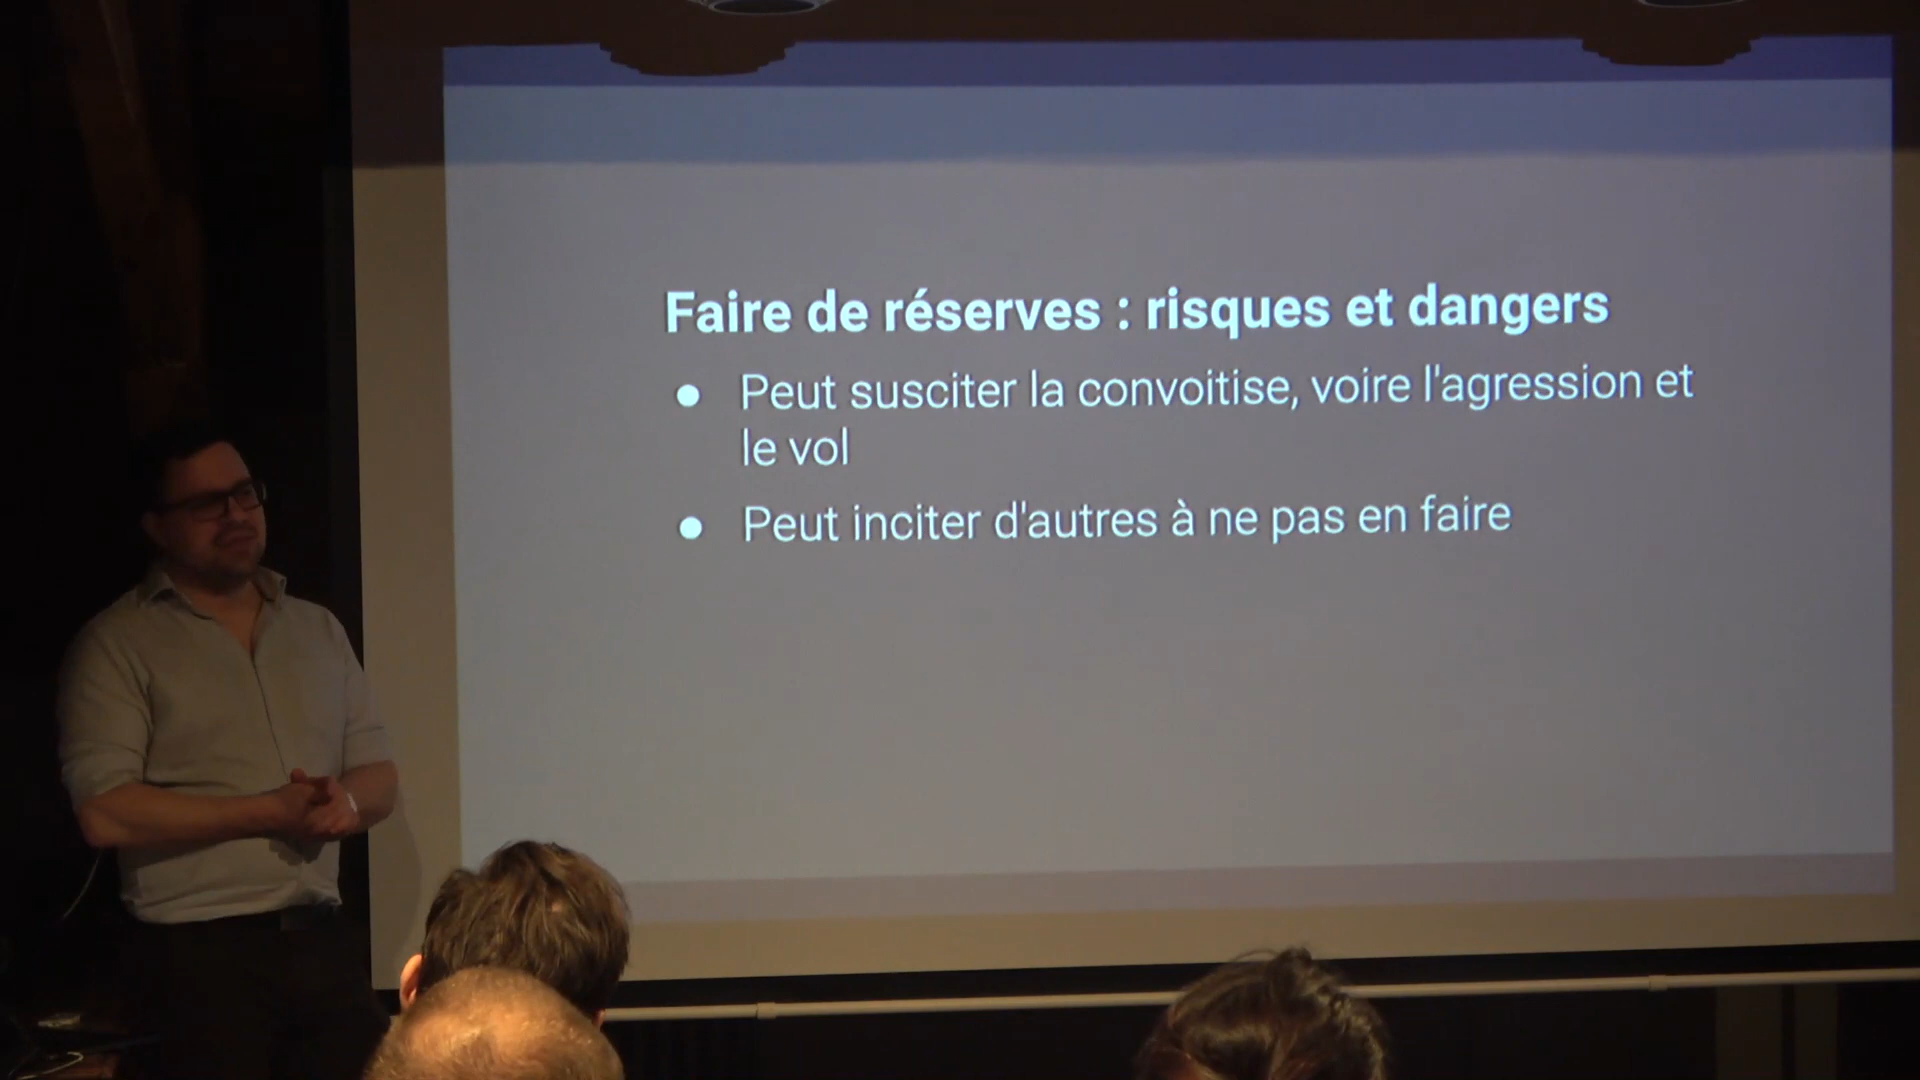 Faire de réserves : risques et dangers
● Peut susciter la convoitise, voire l'agression et
le vol
● Peut inciter d'autres à ne pas en faire